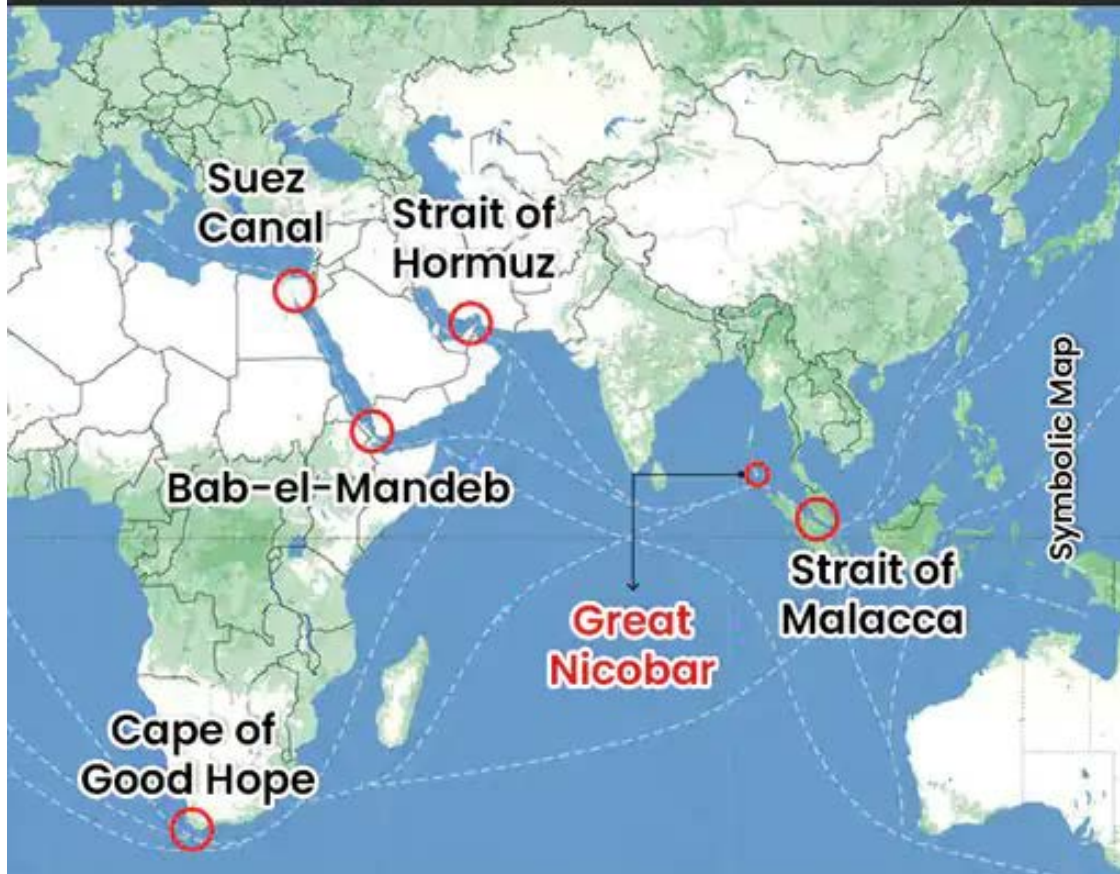 Suez
Canal
Strait of
Hormuz
Bab-el-Mandeb
Symbolic Map
Strait of
Malacca
Great
Nicobar
Cape of
Good Hope